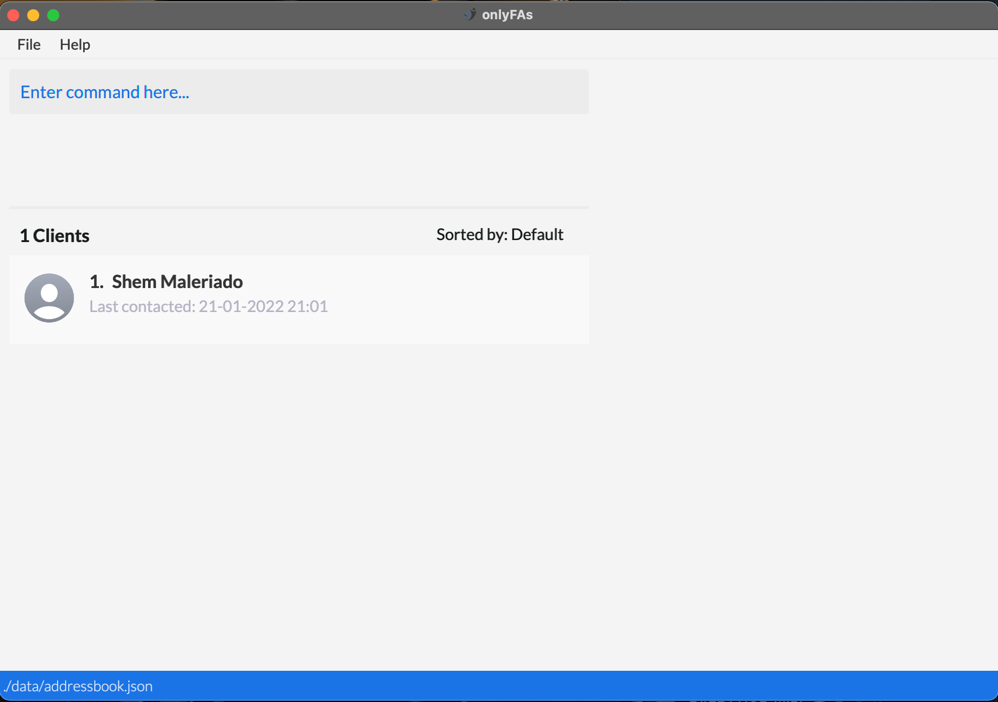 onlyFAs
File Help
Enter command here...
1 Clients Sorted by: Default
1. Shem Maleriado
Last contacted: 21-01-2022 21:01
./data/addressbook.json